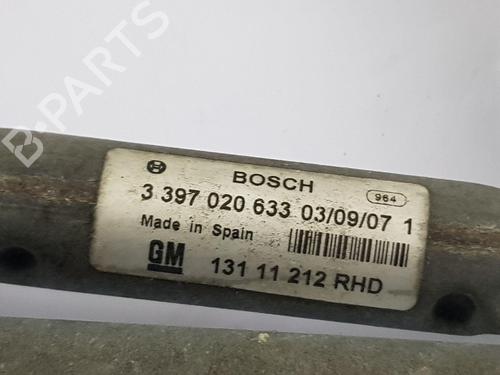 B-PARTS
BOSCH
964
3 397 020 633 03/09/07 1
Made in Spain
GM
131 11 212 RHD